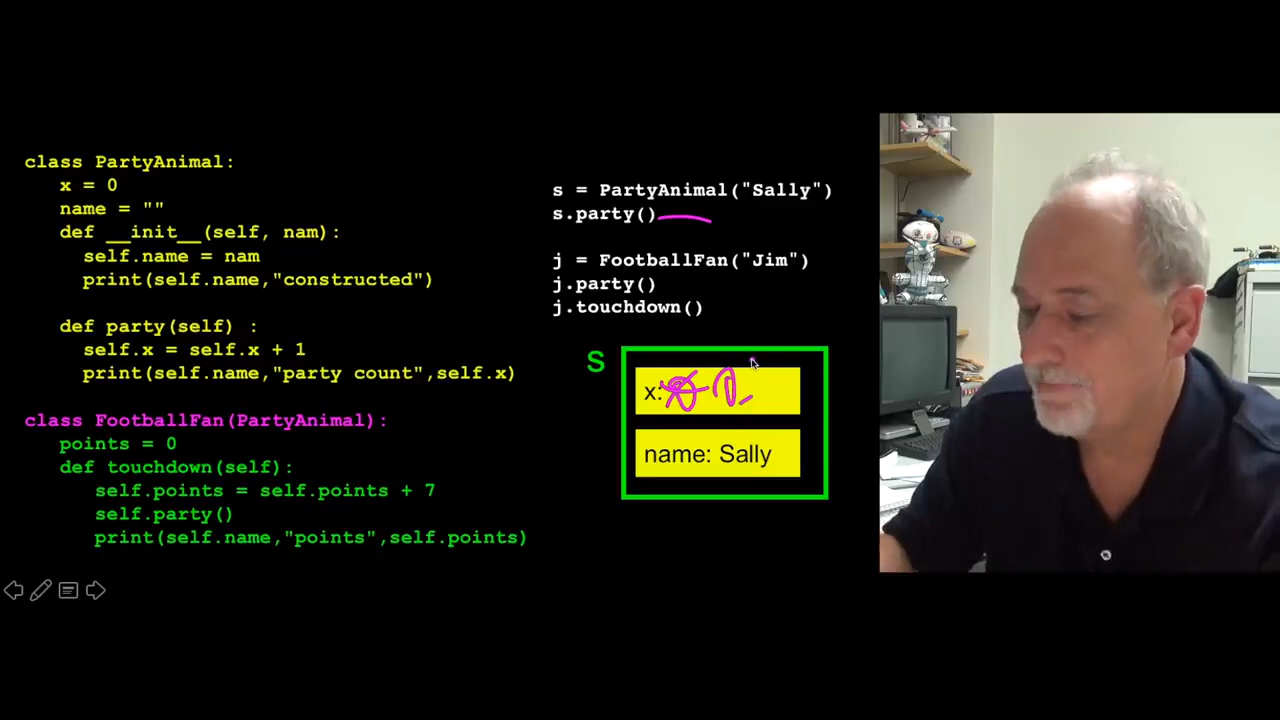 class PartyAnimal:
x = 0
name = ""
def __init__(self, nam):
self.name = nam
print(self.name,"constructed")
def party(self) :
self.x = self.x + 1
print(self.name,"party count",self.x)
class FootballFan(PartyAnimal):
points = 0
def touchdown(self):
self.points = self.points + 7
self.party()
print(self.name,"points",self.points)
s = PartyAnimal("Sally")
s.party()
j = FootballFan("Jim")
j.party()
j.touchdown()
S
x:
name: Sally